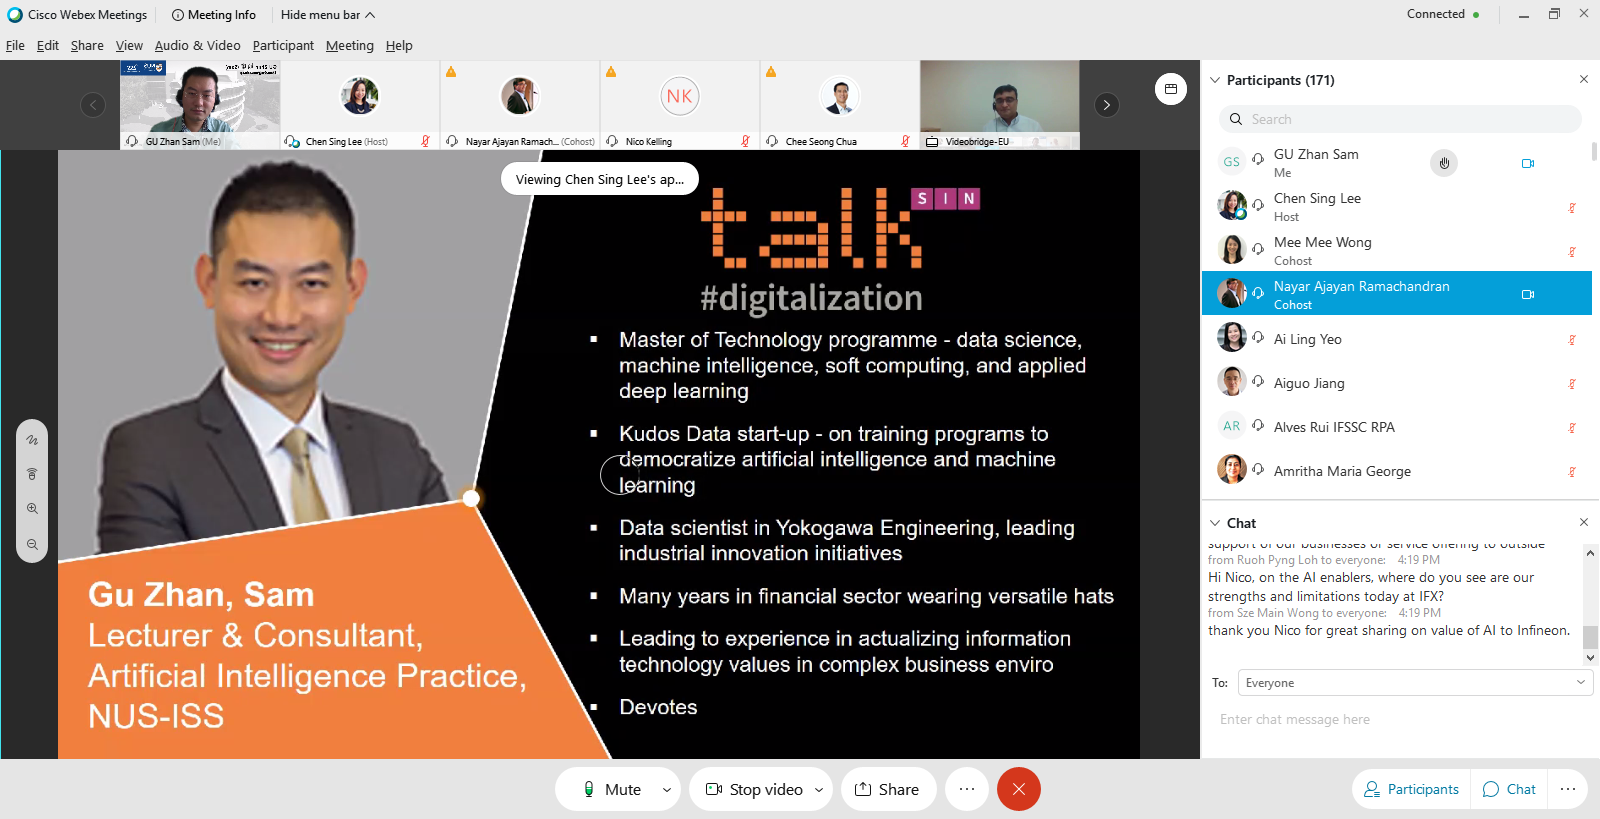 Cisco Webex Meetings
Meeting Info
Hide menu bar
Connected
File Edit Share View Audio & Video Participant Meeting Help
GU Zhan Sam (Me)
Chen Sing Lee (Host)
Nayar Ajayan Ramach... (Cohost)
NK
Nico Kelling
Chee Seong Chua
Videobridge-EU
Viewing Chen Sing Lee's ap...
talk SIN
#digitalization
▪ Master of Technology programme - data science,
machine intelligence, soft computing, and applied
deep learning
▪ Kudos Data start-up - on training programs to
democratize artificial intelligence and machine
learning
▪ Data scientist in Yokogawa Engineering, leading
industrial innovation initiatives
▪ Many years in financial sector wearing versatile hats
▪ Leading to experience in actualizing information
technology values in complex business enviro
▪ Devotes
Gu Zhan, Sam
Lecturer & Consultant,
Artificial Intelligence Practice,
NUS-ISS
Participants (171)
Search
GS
GU Zhan Sam
Me
Chen Sing Lee
Host
Mee Mee Wong
Cohost
Nayar Ajayan Ramachandran
Cohost
Ai Ling Yeo
Aiguo Jiang
AR
Alves Rui IFSSC RPA
Amritha Maria George
Chat
support of our businesses or service offering to outside
from Ruoh Pyng Loh to everyone: 4:19 PM
Hi Nico, on the AI enablers, where do you see are our
strengths and limitations today at IFX?
from Sze Main Wong to everyone: 4:19 PM
thank you Nico for great sharing on value of AI to Infineon.
To: Everyone
Enter chat message here
Mute
Stop video
Share
Participants
Chat